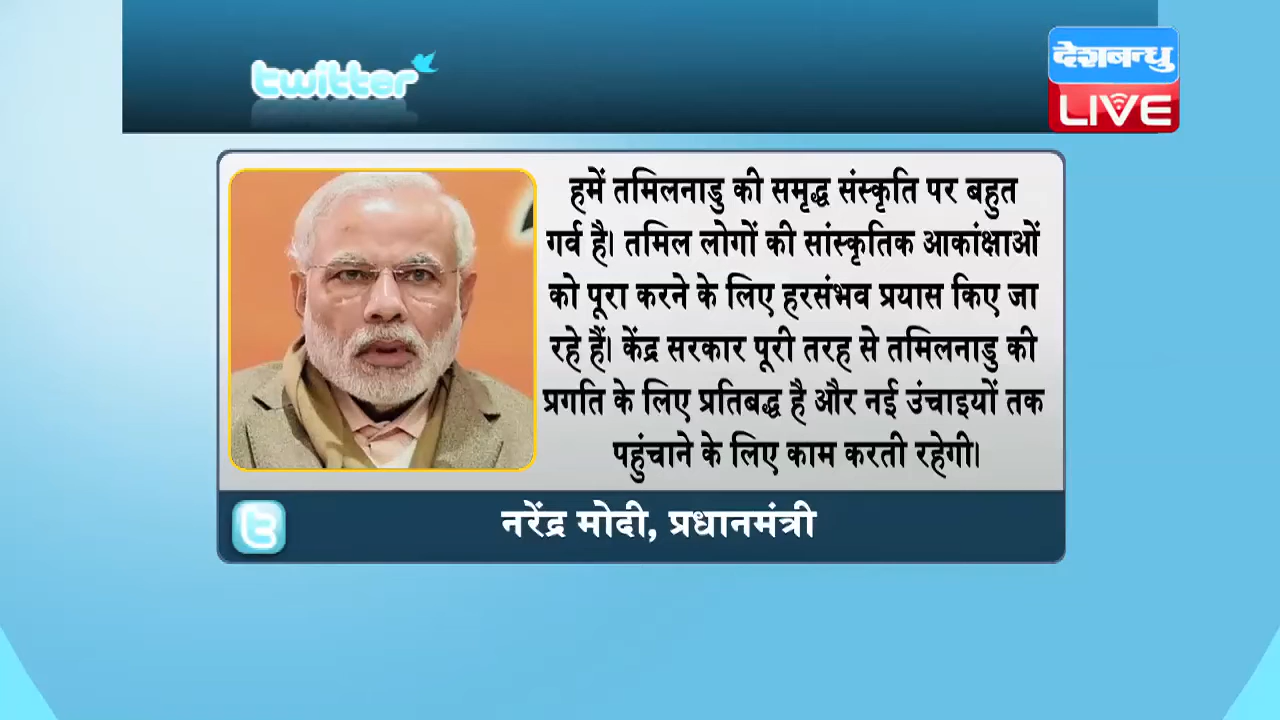 twitter
देशबन्धु
LIVE
हमें तमिलनाडु की समृद्ध संस्कृति पर बहुत
गर्व है। तमिल लोगों की सांस्कृतिक आकांक्षाओं
को पूरा करने के लिए हरसंभव प्रयास किए जा
रहे हैं। केंद्र सरकार पूरी तरह से तमिलनाडु की
प्रगति के लिए प्रतिबद्ध है और नई उंचाइयों तक
पहुंचाने के लिए काम करती रहेगी।
t नरेंद्र मोदी, प्रधानमंत्री